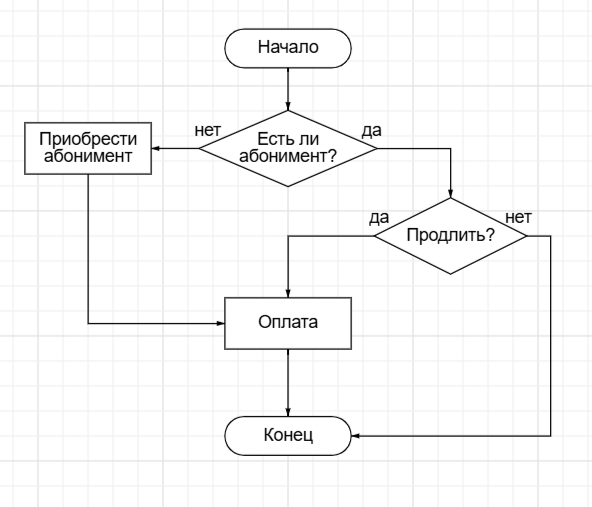 Начало
нет
Есть ли
абонимент?
да
Приобрести
абонимент
да
Продлить?
нет
Оплата
Конец